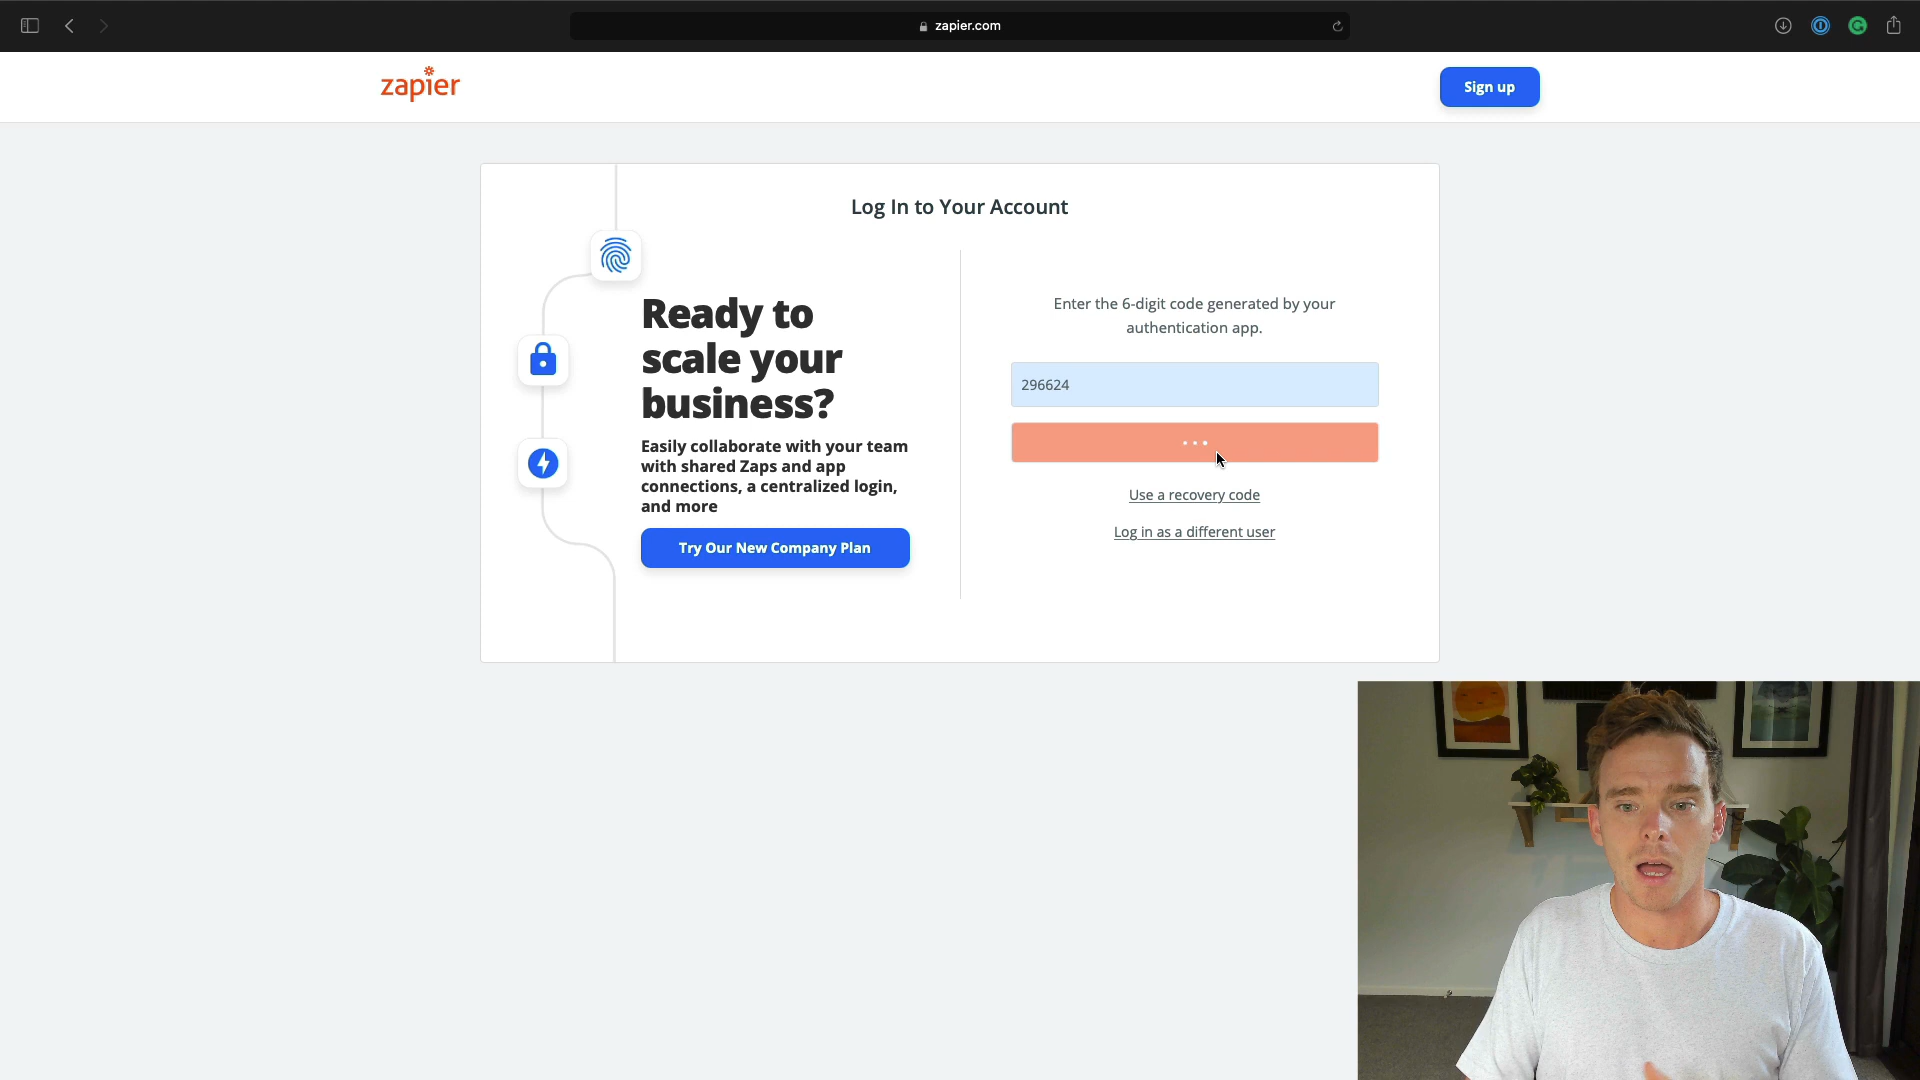 zapier.com
zapier
Sign up
Log In to Your Account
Ready to
scale your
business?
Easily collaborate with your team
with shared Zaps and app
connections, a centralized login,
and more
Try Our New Company Plan
Enter the 6-digit code generated by your
authentication app.
296624
Use a recovery code
Log in as a different user